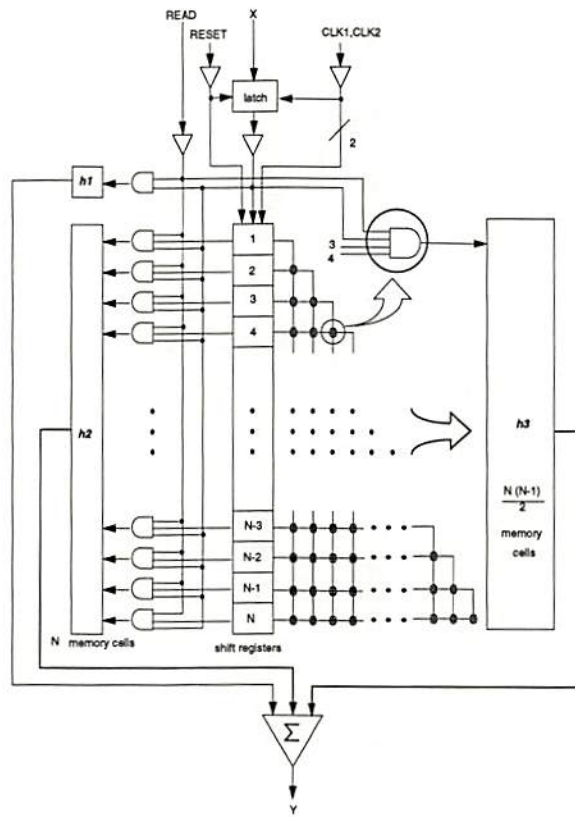 READ
RESET
X
CLK1,CLK2
latch
2
h1
3
4
1
2
3
4
h2
h3
N (N-1)
2
memory
cells
N-3
N-2
N-1
N
N memory cells
shift registers
Σ
Y